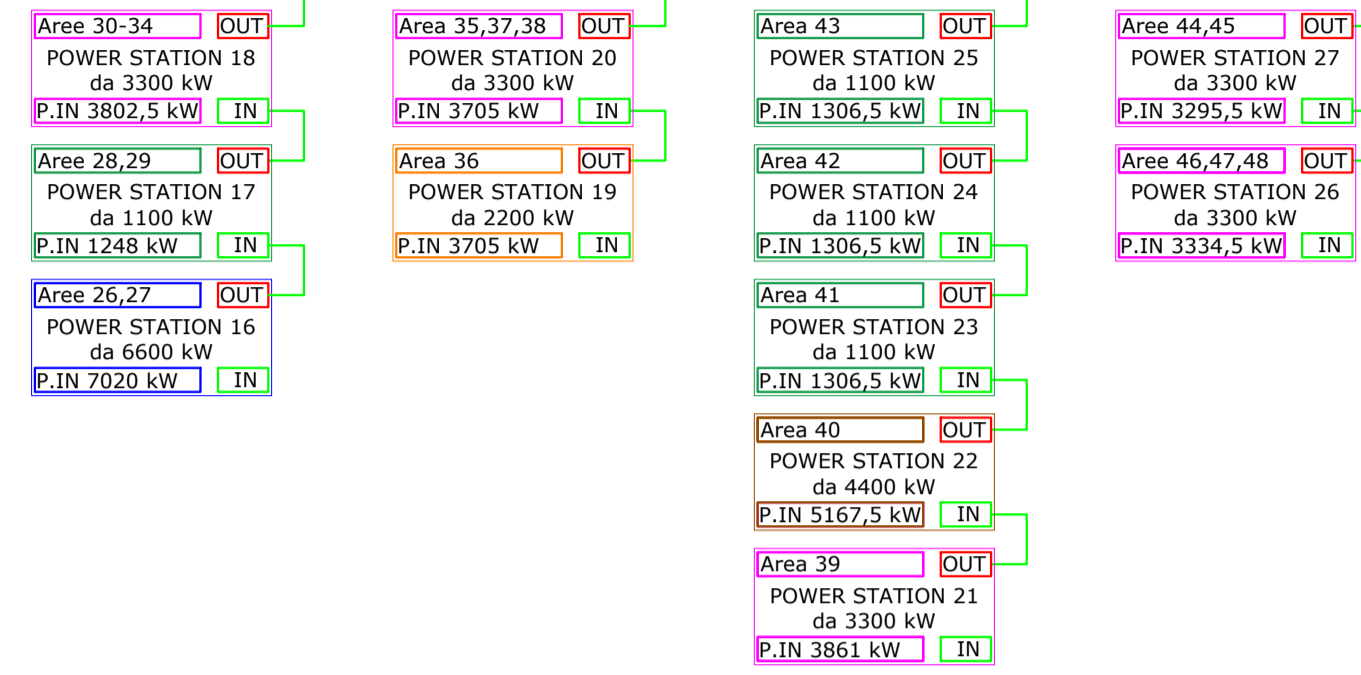 Aree 30-34 OUT
POWER STATION 18
da 3300 kW
P.IN 3802,5 kW IN
Aree 28,29 OUT
POWER STATION 17
da 1100 kW
P.IN 1248 kW IN
Aree 26,27 OUT
POWER STATION 16
da 6600 kW
P.IN 7020 kW IN
Area 35,37,38 OUT
POWER STATION 20
da 3300 kW
P.IN 3705 kW IN
Area 36 OUT
POWER STATION 19
da 2200 kW
P.IN 3705 kW IN
Area 43 OUT
POWER STATION 25
da 1100 kW
P.IN 1306,5 kW IN
Area 42 OUT
POWER STATION 24
da 1100 kW
P.IN 1306,5 kW IN
Area 41 OUT
POWER STATION 23
da 1100 kW
P.IN 1306,5 kW IN
Area 40 OUT
POWER STATION 22
da 4400 kW
P.IN 5167,5 kW IN
Area 39 OUT
POWER STATION 21
da 3300 kW
P.IN 3861 kW IN
Aree 44,45 OUT
POWER STATION 27
da 3300 kW
P.IN 3295,5 kW IN
Aree 46,47,48 OUT
POWER STATION 26
da 3300 kW
P.IN 3334,5 kW IN